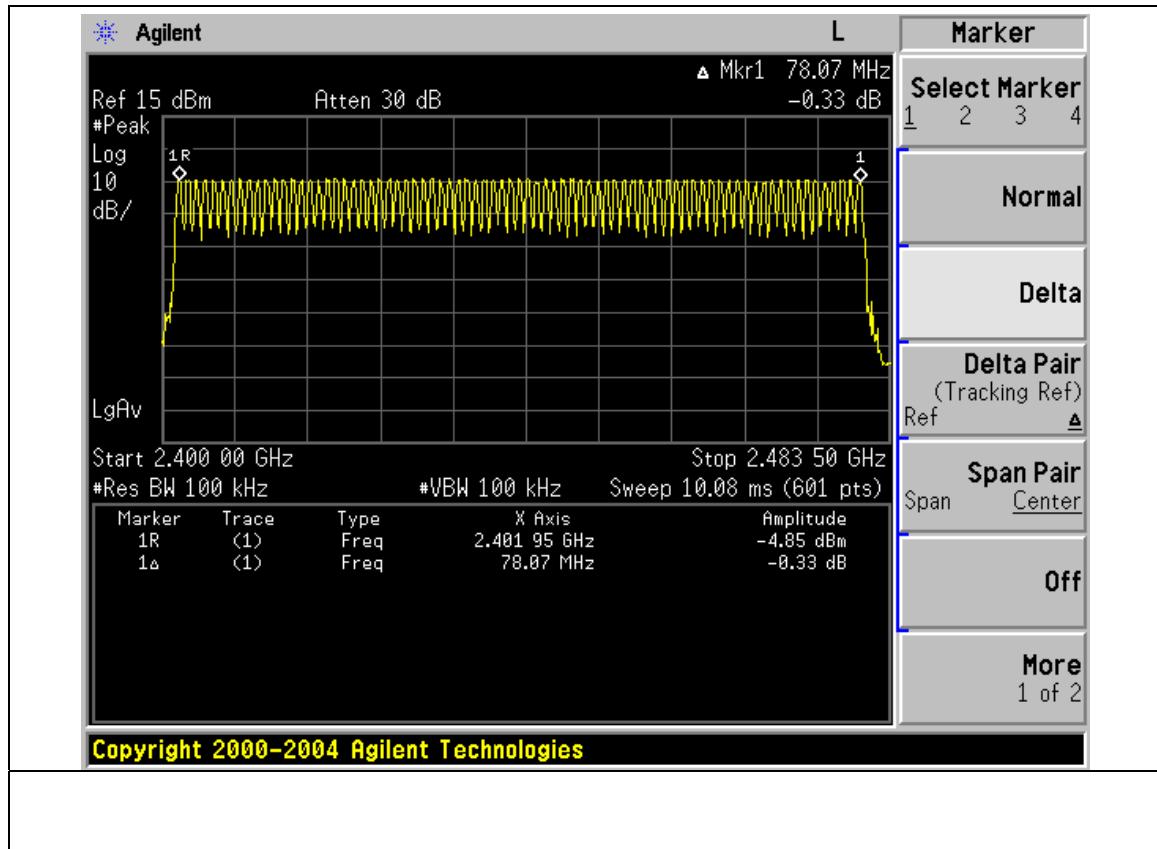 Agilent L Marker
Δ Mkr1 78.07 MHz
Ref 15 dBm Atten 30 dB -0.33 dB
#Peak
Log
10
dB/
1R
1
LgAv
Start 2.400 00 GHz Stop 2.483 50 GHz
#Res BW 100 kHz #VBW 100 kHz Sweep 10.08 ms (601 pts)
Marker Trace Type X Axis Amplitude
1R (1) Freq 2.401 95 GHz -4.85 dBm
1Δ (1) Freq 78.07 MHz -0.33 dB
Select Marker
1 2 3 4
Normal
Delta
Delta Pair
(Tracking Ref)
Ref Δ
Span Pair
Span Center
Off
More
1 of 2
Copyright 2000-2004 Agilent Technologies